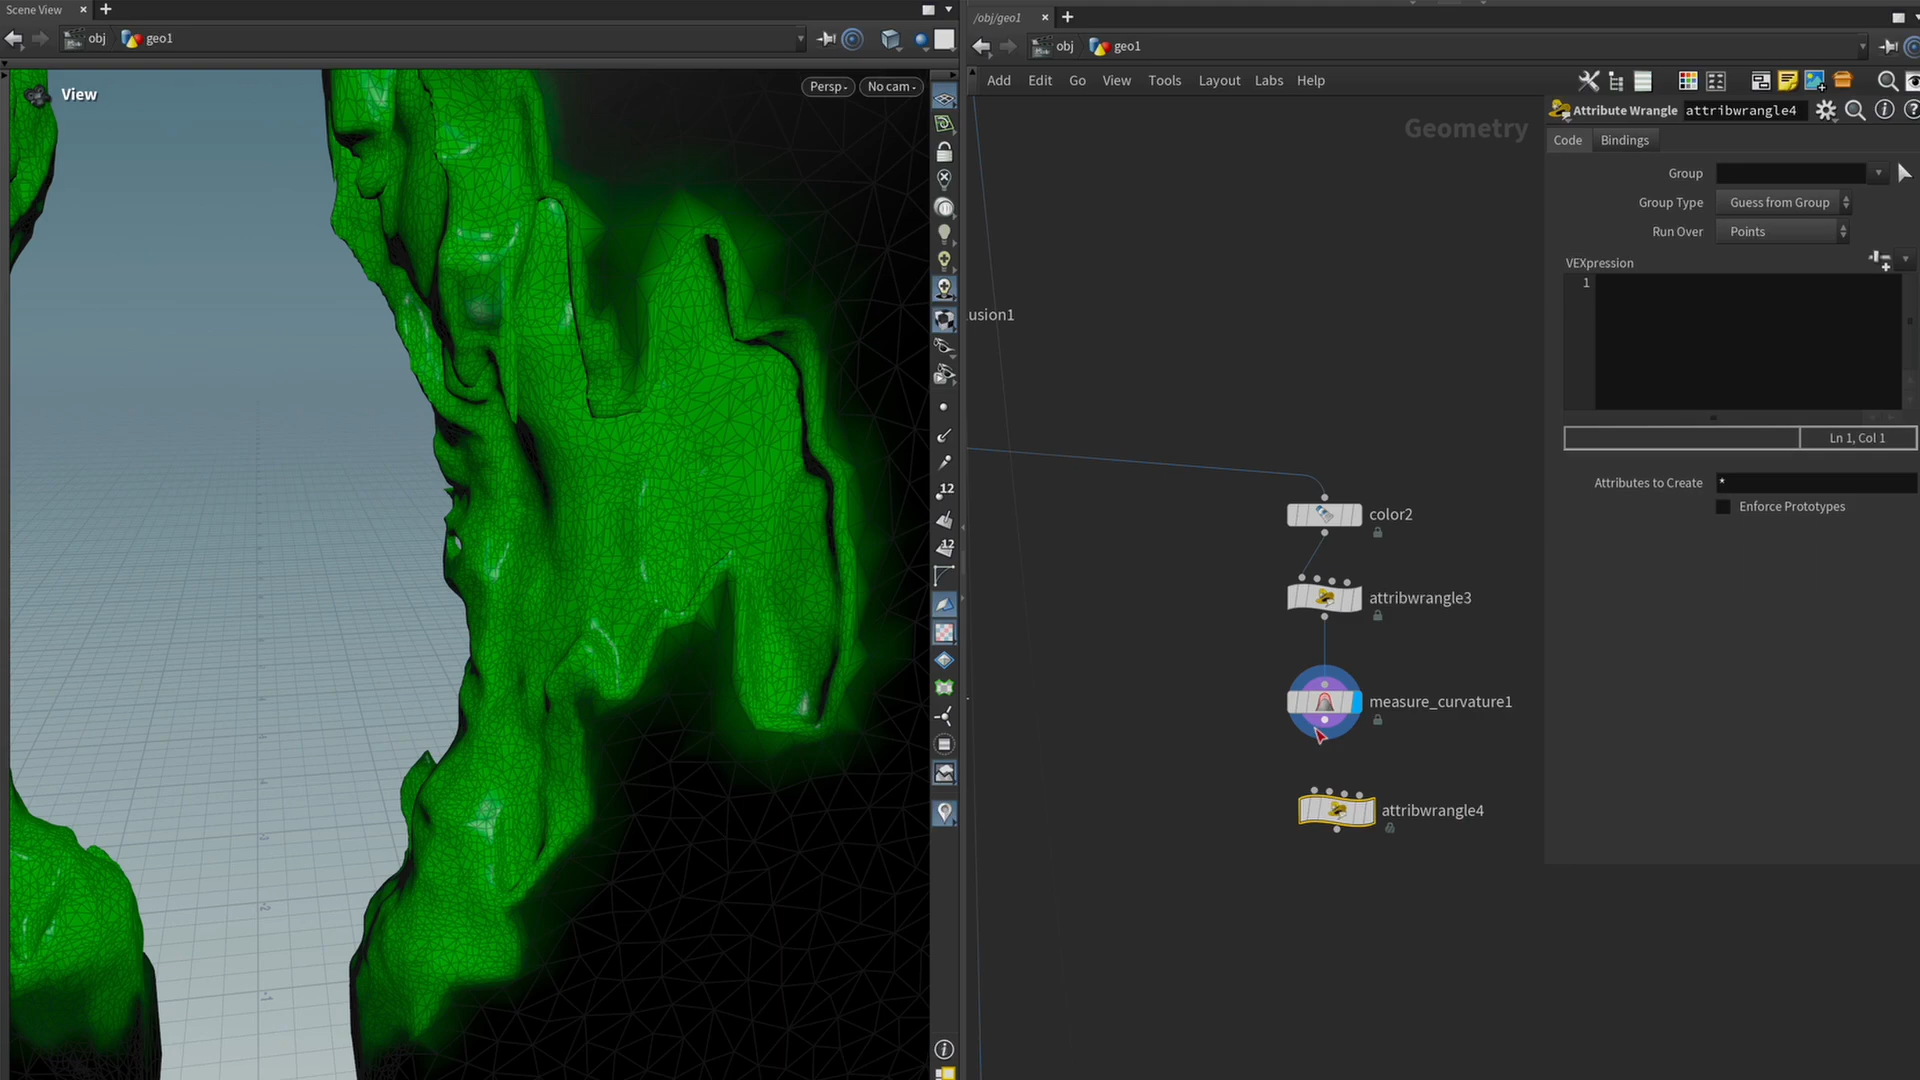 Scene View
/obj/geo1
obj geo1
obj geo1
View
Persp
No cam
Add Edit Go View Tools Layout Labs Help
Attribute Wrangle attribwrangle4
Geometry
Code Bindings
Group
Group Type Guess from Group
Run Over Points
VEXpression
1
Ln 1, Col 1
Attributes to Create *
Enforce Prototypes
lusion1
12
12
color2
attribwrangle3
measure_curvature1
attribwrangle4